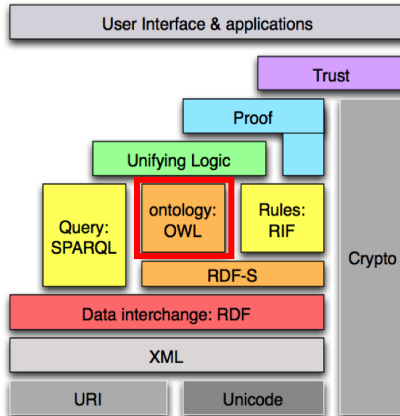 User Interface & applications
Trust
Proof
Unifying Logic
Query:
SPARQL
ontology:
OWL
Rules:
RIF
Crypto
RDF-S
Data interchange: RDF
XML
URI
Unicode